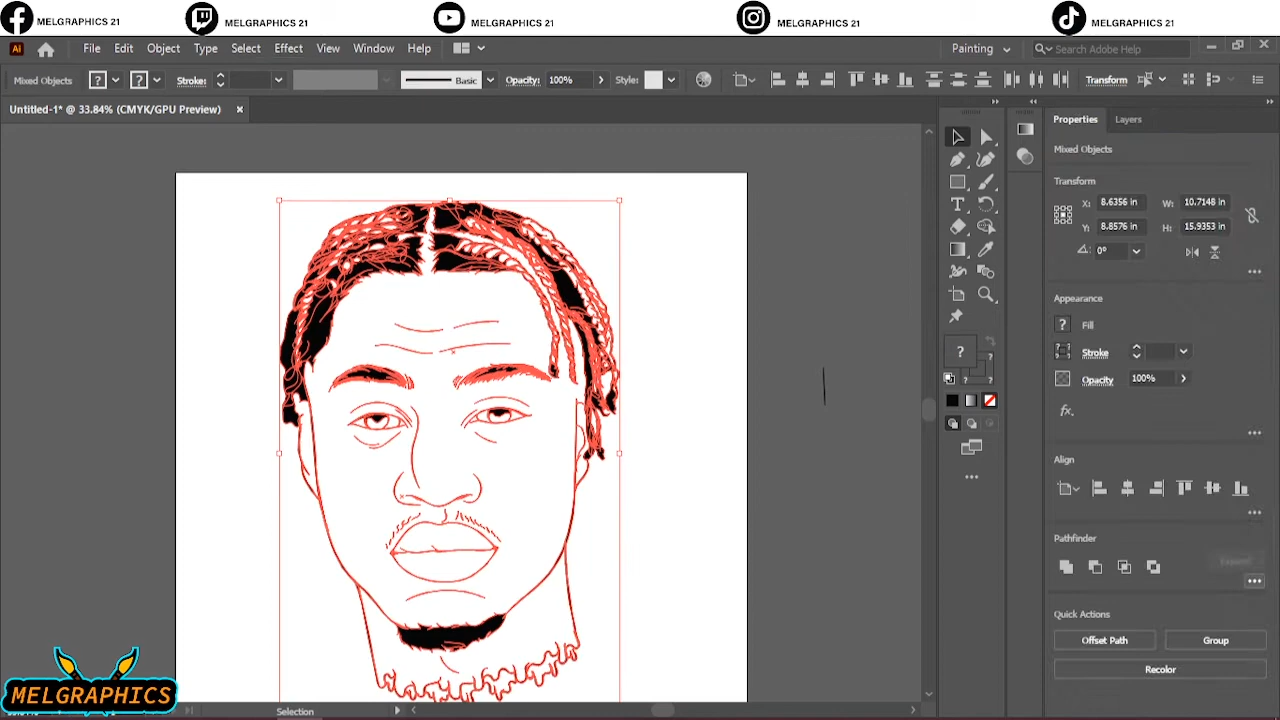 MELGRAPHICS 21 MELGRAPHICS 21 MELGRAPHICS 21 MELGRAPHICS 21 MELGRAPHICS 21
Ai File Edit Object Type Select Effect View Window Help Painting Search Adobe Help
Mixed Objects Stroke: Basic Opacity: 100% Style: Transform
Untitled-1* @ 33.84% (CMYK/GPU Preview) ×
Properties Layers
Mixed Objects
Transform
X: 8.6356 in W: 10.7148 in
Y: 8.8576 in H: 15.9353 in
0°
Appearance
? Fill
Stroke
Opacity 100%
fx.
Align
Pathfinder
Expand
Quick Actions
Offset Path Group
Recolor
MELGRAPHICS
Selection